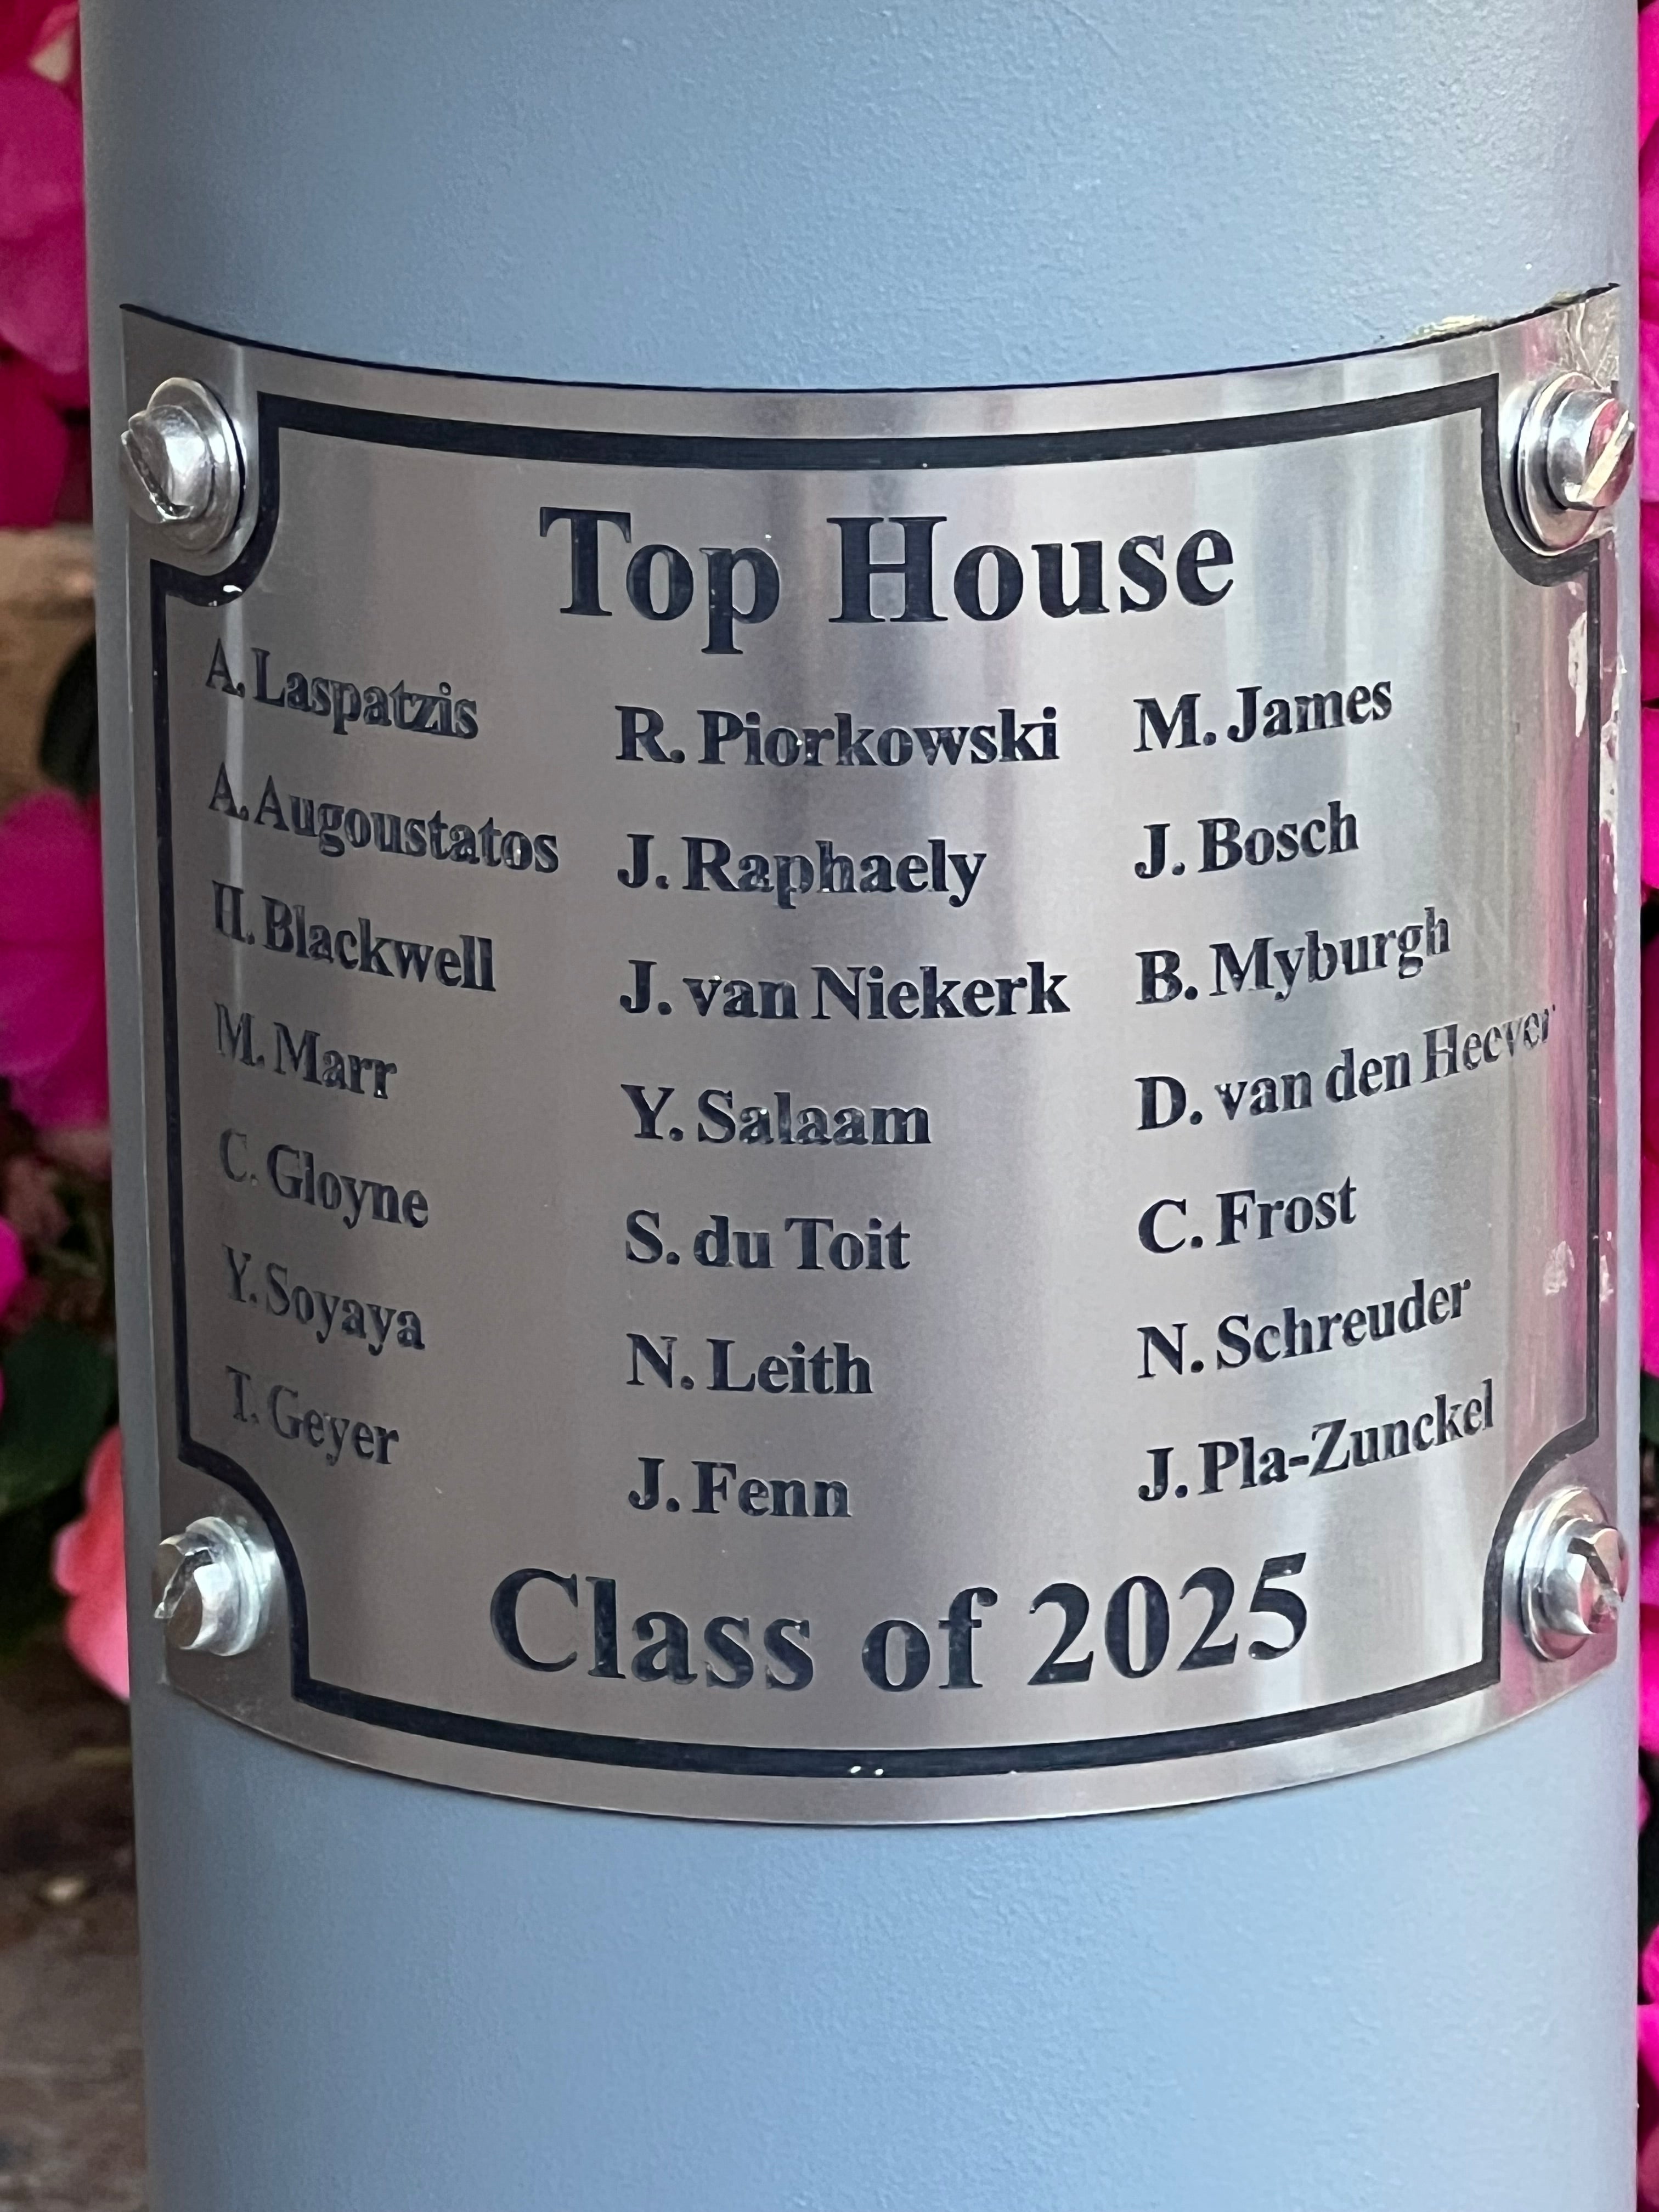 Top House
A. Laspatzis
A. Augoustatos
H. Blackwell
M. Marr
C. Gloyne
Y. Soyaya
T. Geyer
R. Piorkowski
J. Raphaely
J. van Niekerk
Y. Salaam
S. du Toit
N. Leith
J. Fenn
M. James
J. Bosch
B. Myburgh
D. van den Heever
C. Frost
N. Schreuder
J. Pla-Zunckel
Class of 2025